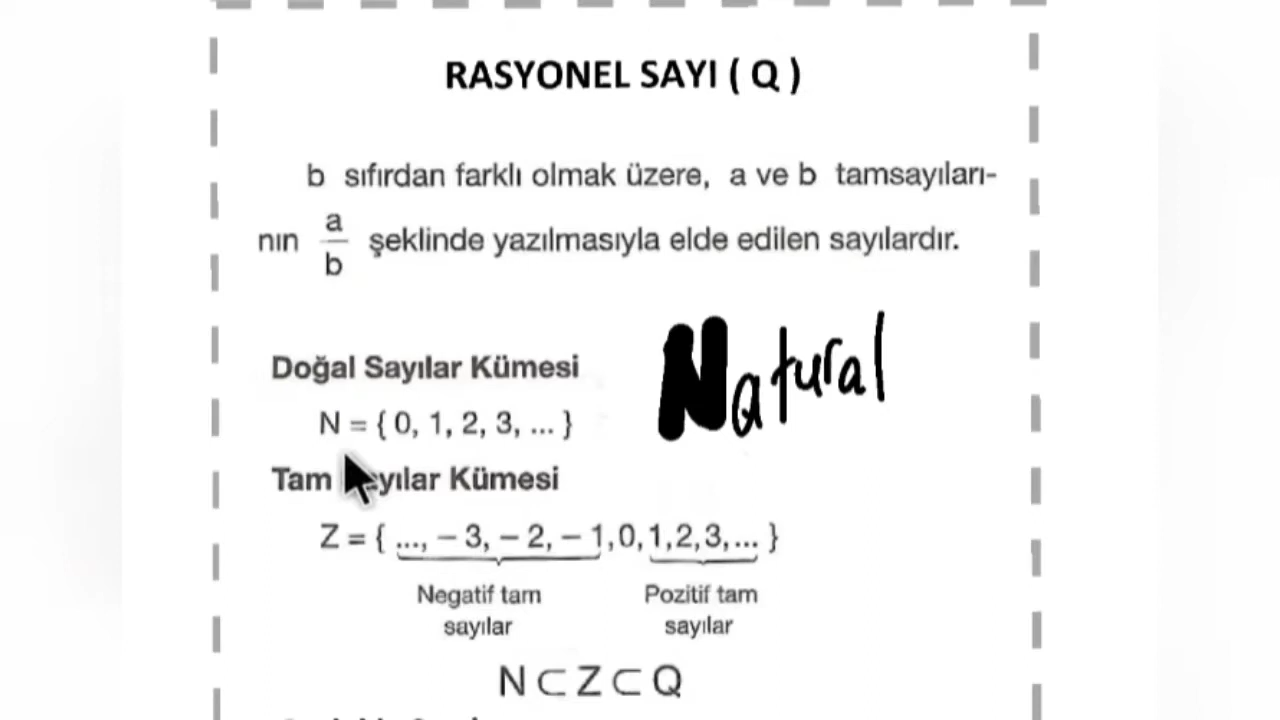 RASYONEL SAYI ( Q )
b sıfırdan farklı olmak üzere, a ve b tamsayıları-
nın a/b şeklinde yazılmasıyla elde edilen sayılardır.
Doğal Sayılar Kümesi
Natural
N = { 0, 1, 2, 3, ... }
Tam yılar Kümesi
Z = { ..., – 3, – 2, – 1, 0, 1, 2, 3, ... }
Negatif tam sayılar
Pozitif tam sayılar
N ⊂ Z ⊂ Q